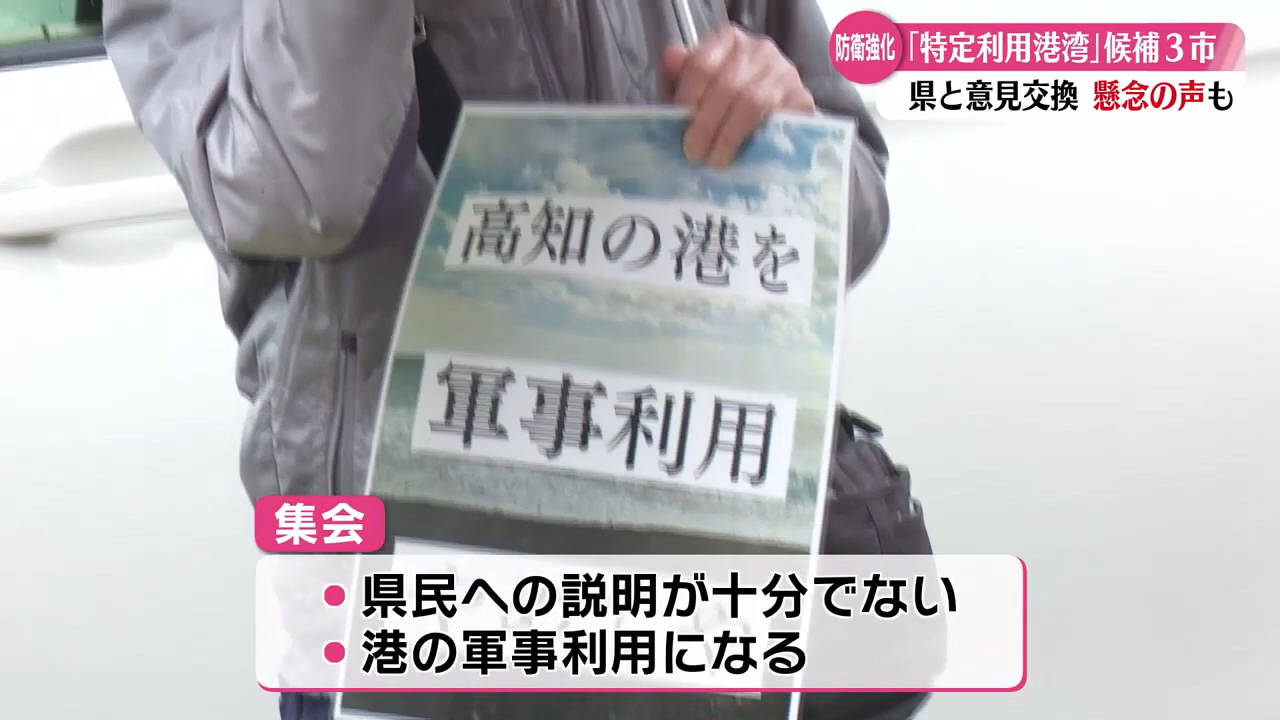 防衛強化
「特定利用港湾」候補3市
県と意見交換 懸念の声も
高知の港を
軍事利用
集会
・県民への説明が十分でない
・港の軍事利用になる